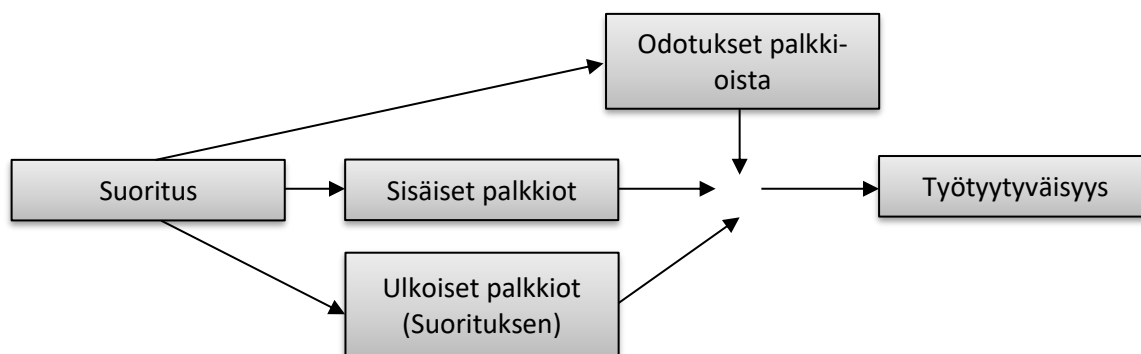 Odotukset palkki-
oista
Suoritus
Sisäiset palkkiot
Työtyytyväisyys
Ulkoiset palkkiot
(Suorituksen)